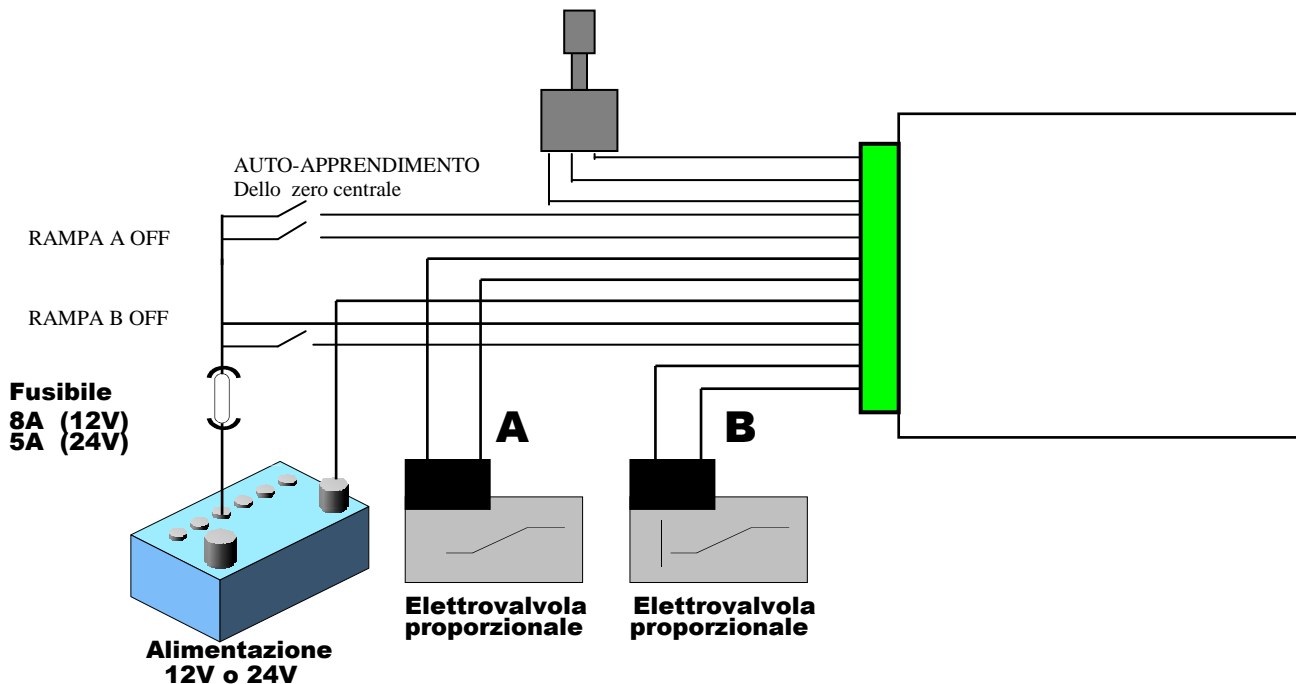 AUTO-APPRENDIMENTO
Dello zero centrale
RAMPA A OFF
RAMPA B OFF
Fusibile
8A (12V)
5A (24V)
A
B
Elettrovalvola
proporzionale
Elettrovalvola
proporzionale
Alimentazione
12V o 24V